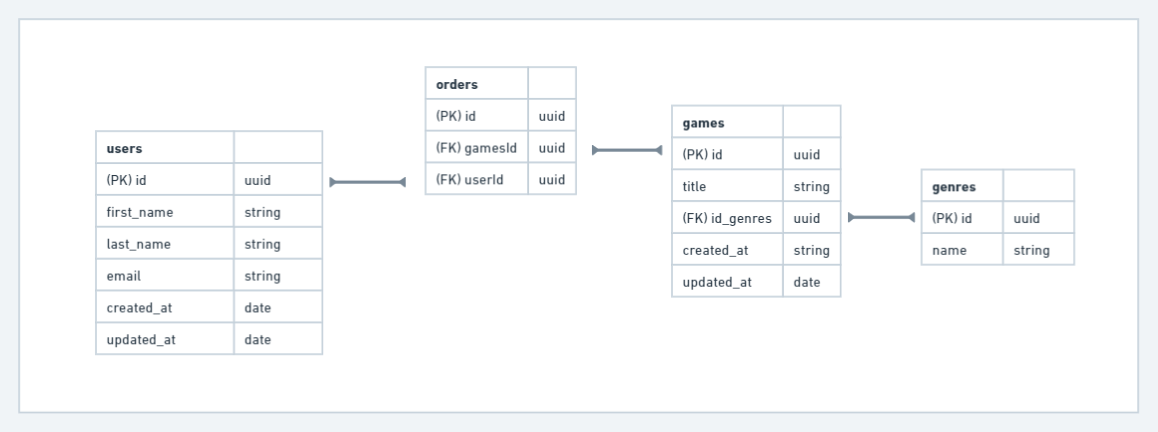 users
(PK) id uuid
first_name string
last_name string
email string
created_at date
updated_at date
orders
(PK) id uuid
(FK) gamesId uuid
(FK) userId uuid
games
(PK) id uuid
title string
(FK) id_genres uuid
created_at string
updated_at date
genres
(PK) id uuid
name string